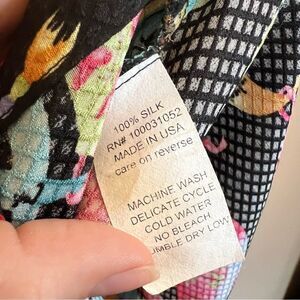 100% SILK
RN# 100031052
MADE IN USA
care on reverse
MACHINE WASH
DELICATE CYCLE
COLD WATER
NO BLEACH
UMBLE DRY LOW